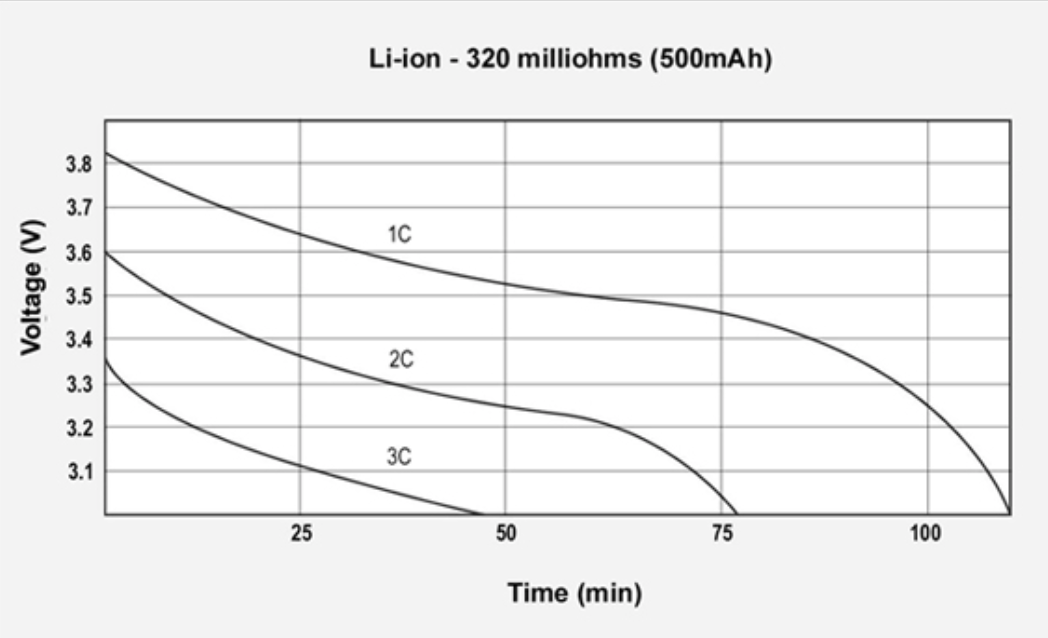 Li-ion - 320 milliohms (500mAh)
3.8
3.7
3.6
3.5
3.4
3.3
3.2
3.1
Voltage (V)
1C
2C
3C
25 50 75 100
Time (min)